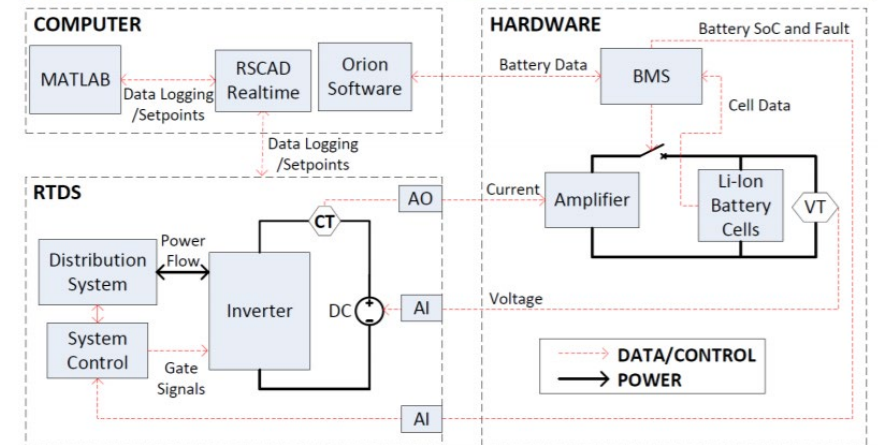 COMPUTER
MATLAB
RSCAD
Realtime
Orion
Software
Data Logging
/Setpoints
Data Logging
/Setpoints
HARDWARE
Battery SoC and Fault
Battery Data
BMS
Cell Data
Current
Amplifier
Li-Ion
Battery
Cells
VT
Voltage
DATA/CONTROL
POWER
RTDS
AO
CT
Power
Flow
Distribution
System
Inverter
DC
+
-
AI
System
Control
Gate
Signals
AI